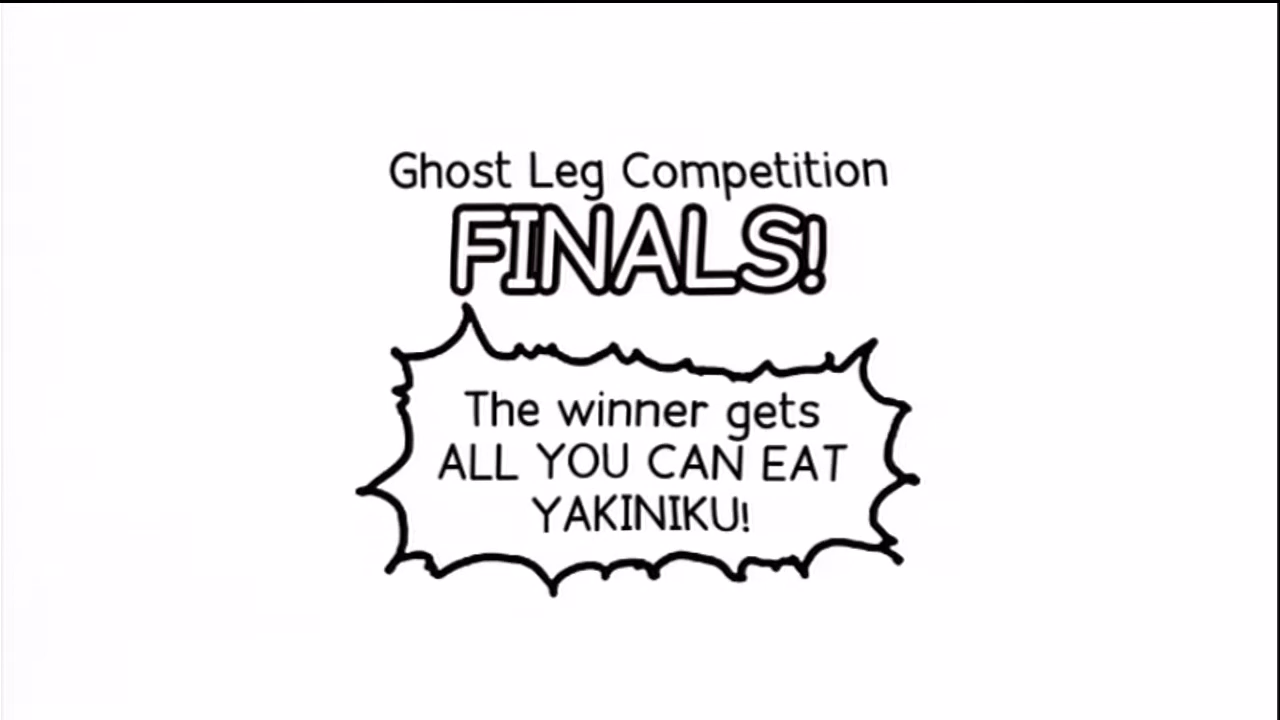 Ghost Leg Competition
FINALS!
The winner gets
ALL YOU CAN EAT
YAKINIKU!